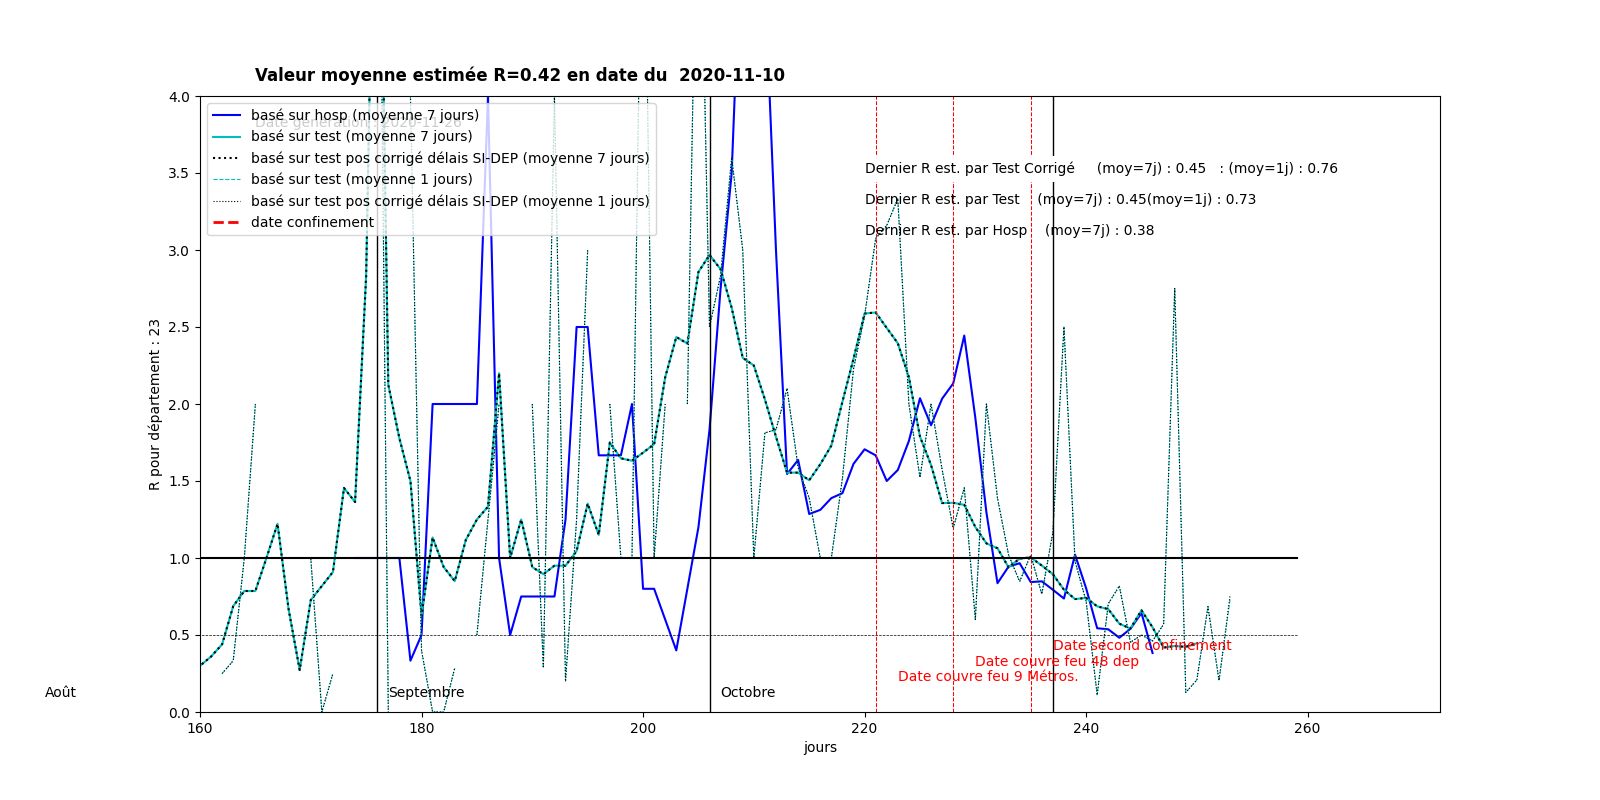 Valeur moyenne estimée R=0.42 en date du  2020-11-10
Date génération : 2020-11-26
basé sur hosp (moyenne 7 jours)
basé sur test (moyenne 7 jours)
basé sur test pos corrigé délais SI-DEP (moyenne 7 jours)
basé sur test (moyenne 1 jours)
basé sur test pos corrigé délais SI-DEP (moyenne 1 jours)
date confinement
Dernier R est. par Test Corrigé     (moy=7j) : 0.45   : (moy=1j) : 0.76
Dernier R est. par Test    (moy=7j) : 0.45(moy=1j) : 0.73
Dernier R est. par Hosp    (moy=7j) : 0.38
4.0
3.5
3.0
2.5
2.0
1.5
1.0
0.5
0.0
R pour département : 23
Date second confinement
Date couvre feu 48 dep
Date couvre feu 9 Métros.
Août
Septembre
Octobre
160
180
200
220
240
260
jours